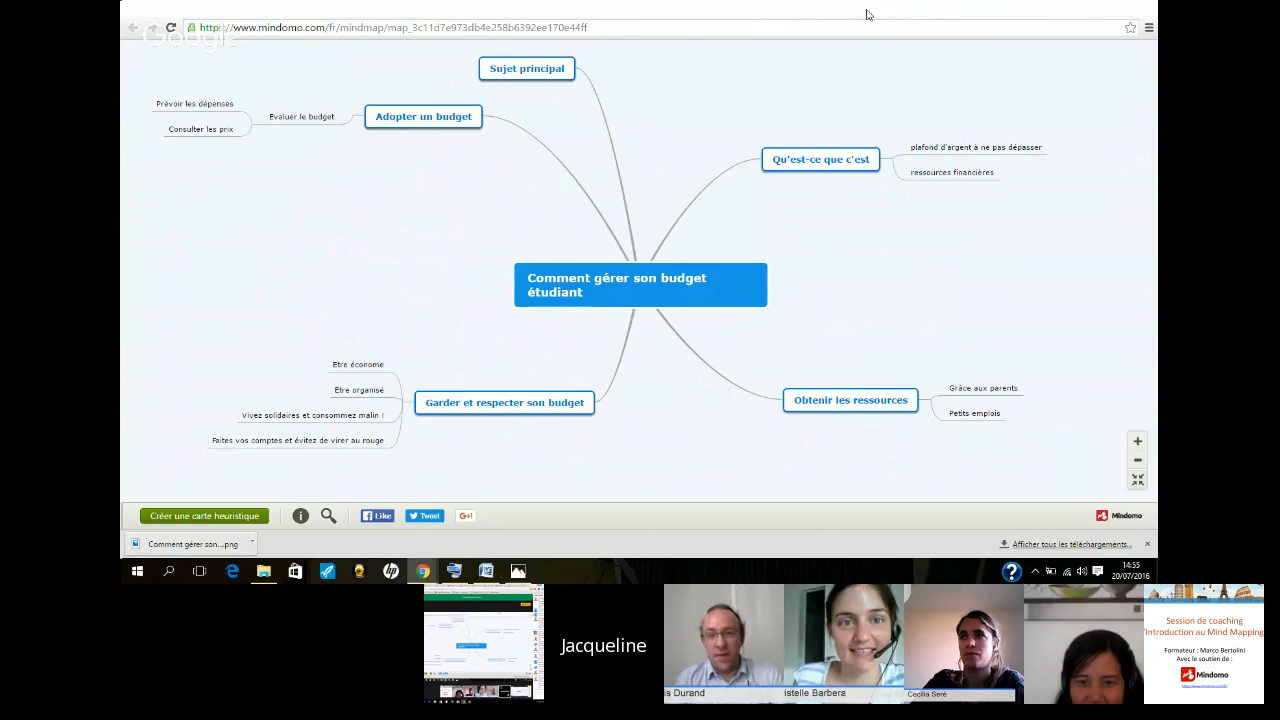 https://www.mindomo.com/fr/mindmap/map_3c11d7e973db4e258b6392ee170e44ff
Google
Sujet principal
Prévoir les dépenses
Consulter les prix
Evaluer le budget
Adopter un budget
Qu'est-ce que c'est
plafond d'argent à ne pas dépasser
ressources financières
Comment gérer son budget
étudiant
Etre économe
Etre organisé
Vivez solidaires et consommez malin !
Faites vos comptes et évitez de virer au rouge
Garder et respecter son budget
Obtenir les ressources
Grâce aux parents
Petits emplois
Créer une carte heuristique
Like
Tweet
G+1
Mindomo
Comment gérer son....png
Afficher tous les téléchargements...
14:55
20/07/2016
Jacqueline
is Durand
istelle Barbera
Cecilia Seré
Session de coaching
'Introduction au Mind Mapping
Formateur : Marco Bertolini
Avec le soutien de :
Mindomo